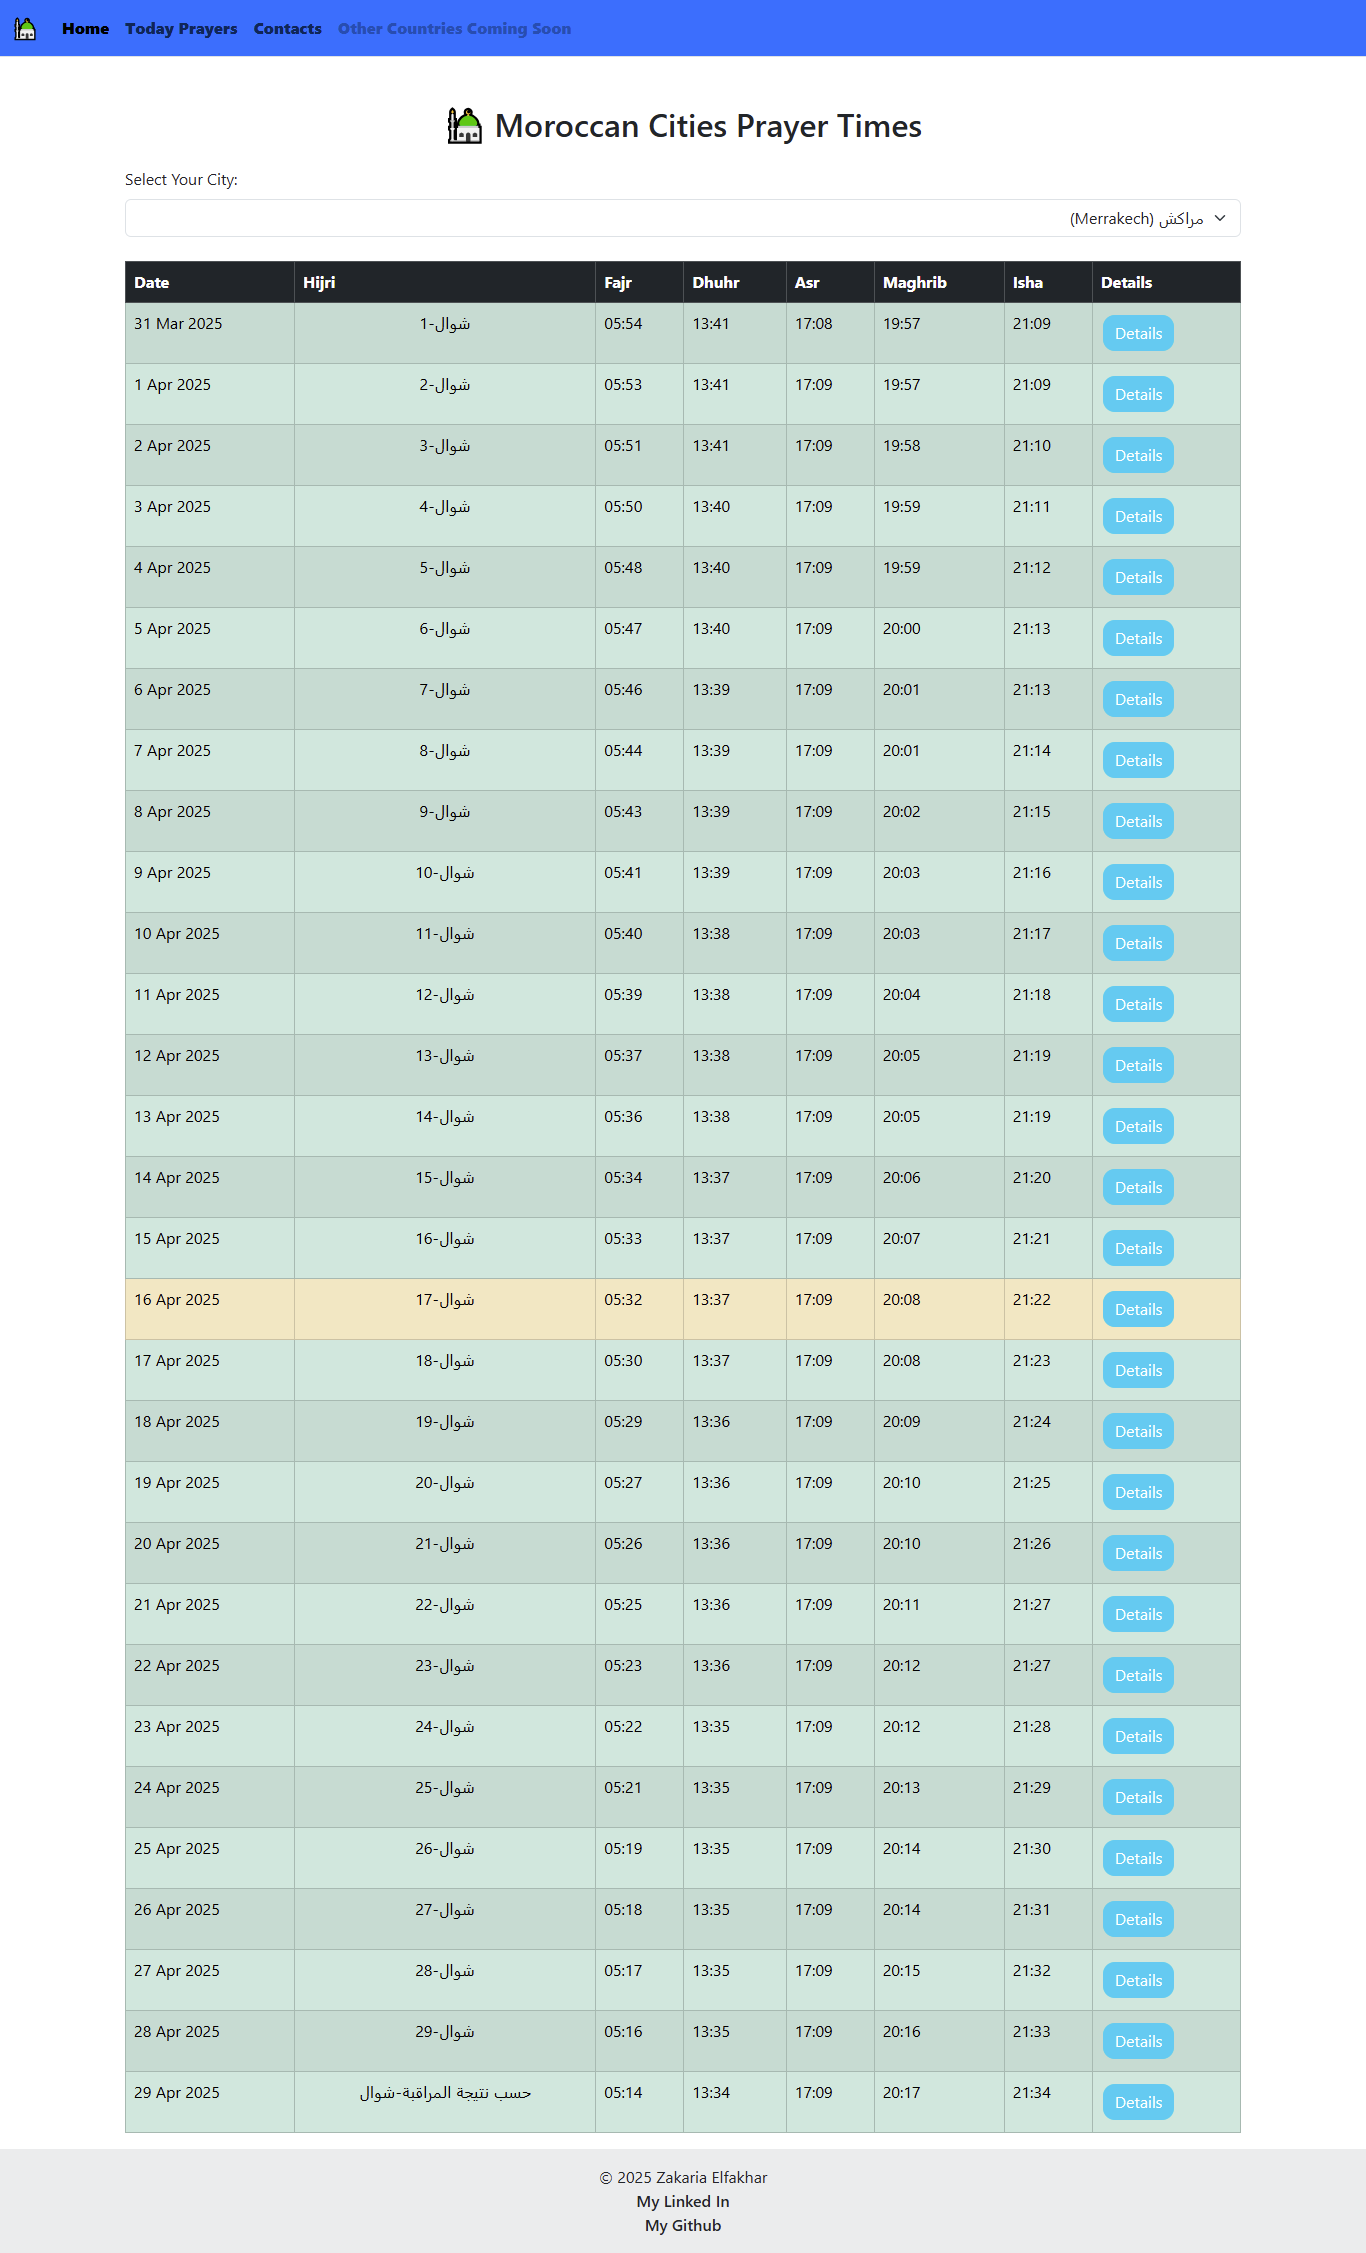 Home Today Prayers Contacts Other Countries Coming Soon
Moroccan Cities Prayer Times
Select Your City:
مراكش (Merrakech)
Date Hijri Fajr Dhuhr Asr Maghrib Isha Details
31 Mar 2025 شوال-1 05:54 13:41 17:08 19:57 21:09 Details
1 Apr 2025 شوال-2 05:53 13:41 17:09 19:57 21:09 Details
2 Apr 2025 شوال-3 05:51 13:41 17:09 19:58 21:10 Details
3 Apr 2025 شوال-4 05:50 13:40 17:09 19:59 21:11 Details
4 Apr 2025 شوال-5 05:48 13:40 17:09 19:59 21:12 Details
5 Apr 2025 شوال-6 05:47 13:40 17:09 20:00 21:13 Details
6 Apr 2025 شوال-7 05:46 13:39 17:09 20:01 21:13 Details
7 Apr 2025 شوال-8 05:44 13:39 17:09 20:01 21:14 Details
8 Apr 2025 شوال-9 05:43 13:39 17:09 20:02 21:15 Details
9 Apr 2025 شوال-10 05:41 13:39 17:09 20:03 21:16 Details
10 Apr 2025 شوال-11 05:40 13:38 17:09 20:03 21:17 Details
11 Apr 2025 شوال-12 05:39 13:38 17:09 20:04 21:18 Details
12 Apr 2025 شوال-13 05:37 13:38 17:09 20:05 21:19 Details
13 Apr 2025 شوال-14 05:36 13:38 17:09 20:05 21:19 Details
14 Apr 2025 شوال-15 05:34 13:37 17:09 20:06 21:20 Details
15 Apr 2025 شوال-16 05:33 13:37 17:09 20:07 21:21 Details
16 Apr 2025 شوال-17 05:32 13:37 17:09 20:08 21:22 Details
17 Apr 2025 شوال-18 05:30 13:37 17:09 20:08 21:23 Details
18 Apr 2025 شوال-19 05:29 13:36 17:09 20:09 21:24 Details
19 Apr 2025 شوال-20 05:27 13:36 17:09 20:10 21:25 Details
20 Apr 2025 شوال-21 05:26 13:36 17:09 20:10 21:26 Details
21 Apr 2025 شوال-22 05:25 13:36 17:09 20:11 21:27 Details
22 Apr 2025 شوال-23 05:23 13:36 17:09 20:12 21:27 Details
23 Apr 2025 شوال-24 05:22 13:35 17:09 20:12 21:28 Details
24 Apr 2025 شوال-25 05:21 13:35 17:09 20:13 21:29 Details
25 Apr 2025 شوال-26 05:19 13:35 17:09 20:14 21:30 Details
26 Apr 2025 شوال-27 05:18 13:35 17:09 20:14 21:31 Details
27 Apr 2025 شوال-28 05:17 13:35 17:09 20:15 21:32 Details
28 Apr 2025 شوال-29 05:16 13:35 17:09 20:16 21:33 Details
29 Apr 2025 حسب نتيجة المراقبة-شوال 05:14 13:34 17:09 20:17 21:34 Details
© 2025 Zakaria Elfakhar
My Linked In
My Github